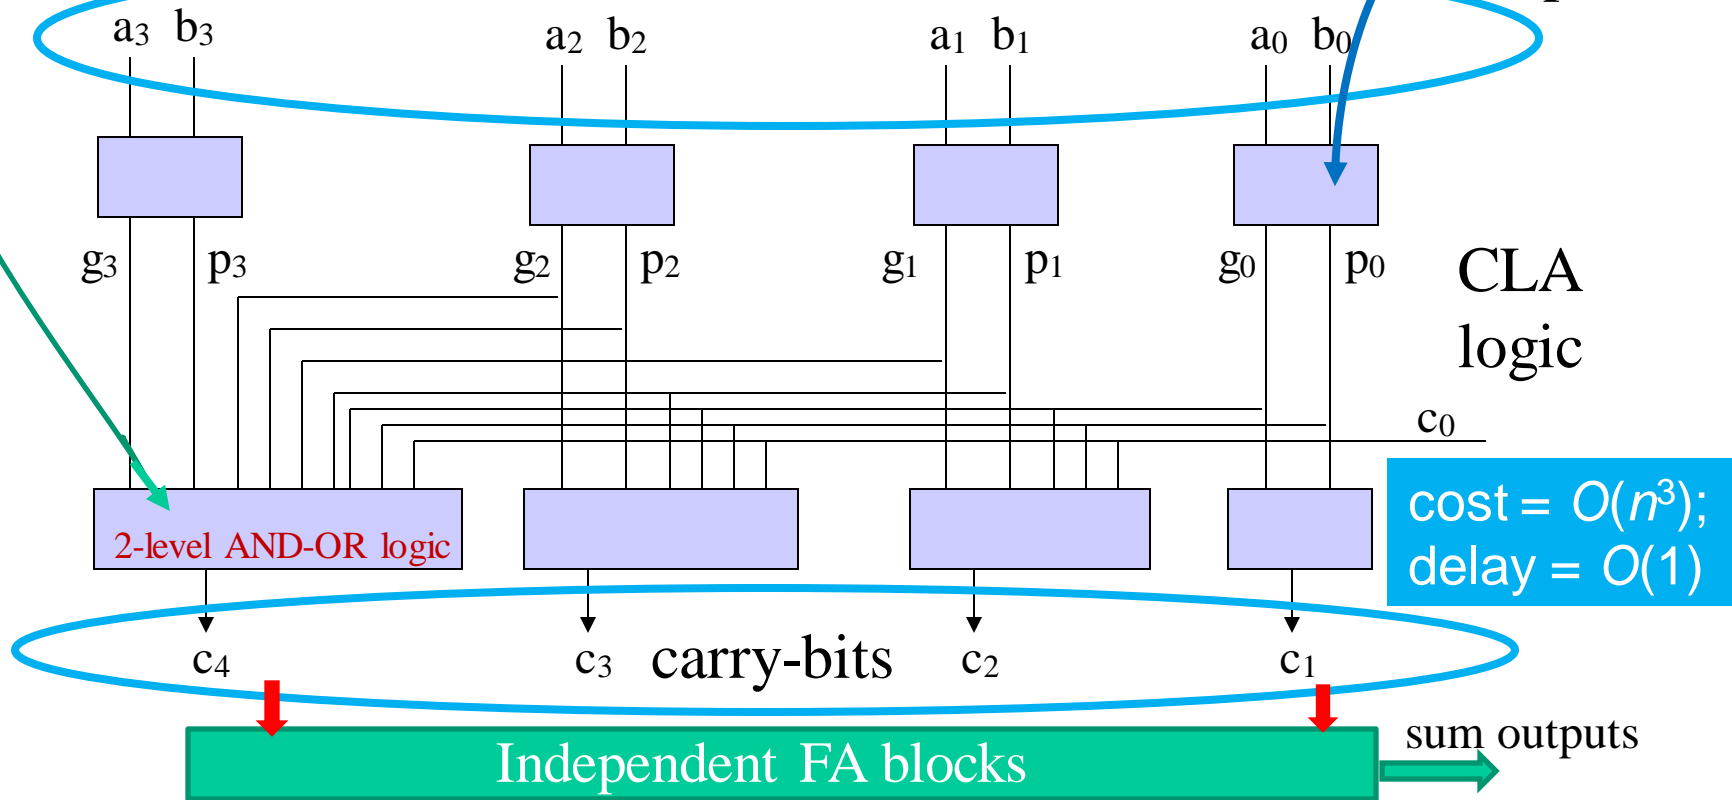 a3 b3 a2 b2 a1 b1 a0 b0
g3 p3 g2 p2 g1 p1 g0 p0
CLA
logic
c0
cost = O(n³);
delay = O(1)
2-level AND-OR logic
c4 c3 carry-bits c2 c1
sum outputs
Independent FA blocks